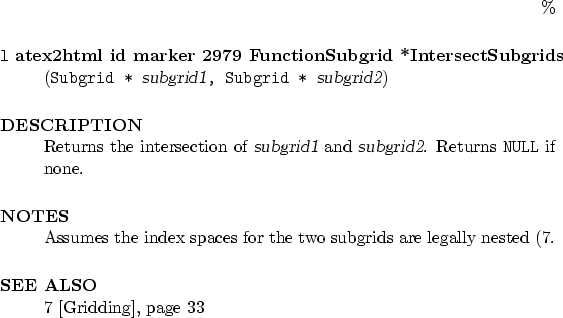 %
l atex2html id marker 2979 FunctionSubgrid *IntersectSubgrids
(Subgrid * subgrid1, Subgrid * subgrid2)
DESCRIPTION
Returns the intersection of subgrid1 and subgrid2. Returns NULL if
none.
NOTES
Assumes the index spaces for the two subgrids are legally nested (7.
SEE ALSO
7 [Gridding], page 33